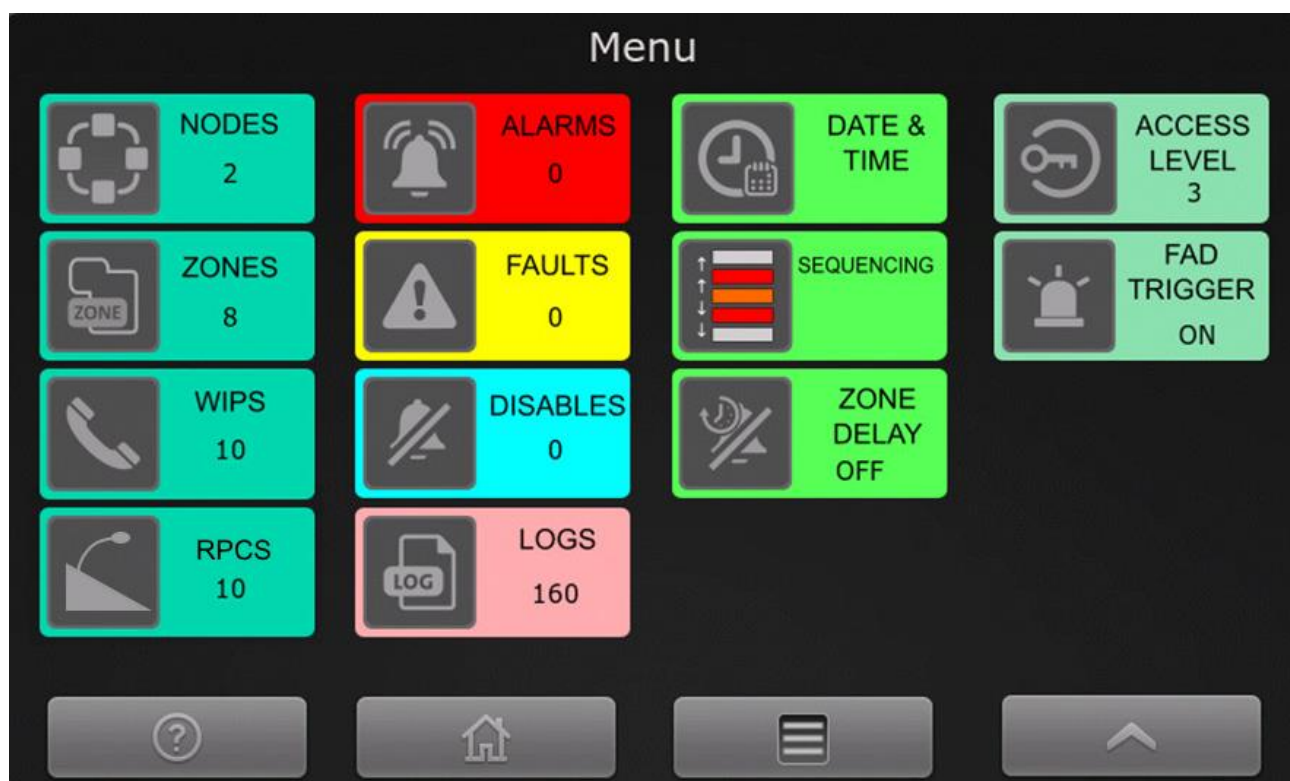 Menu
NODES
2
ALARMS
0
DATE &
TIME
ACCESS
LEVEL
3
ZONE
ZONES
8
FAULTS
0
SEQUENCING
FAD
TRIGGER
ON
WIPS
10
DISABLES
0
ZONE
DELAY
OFF
RPCS
10
LOG
LOGS
160
?